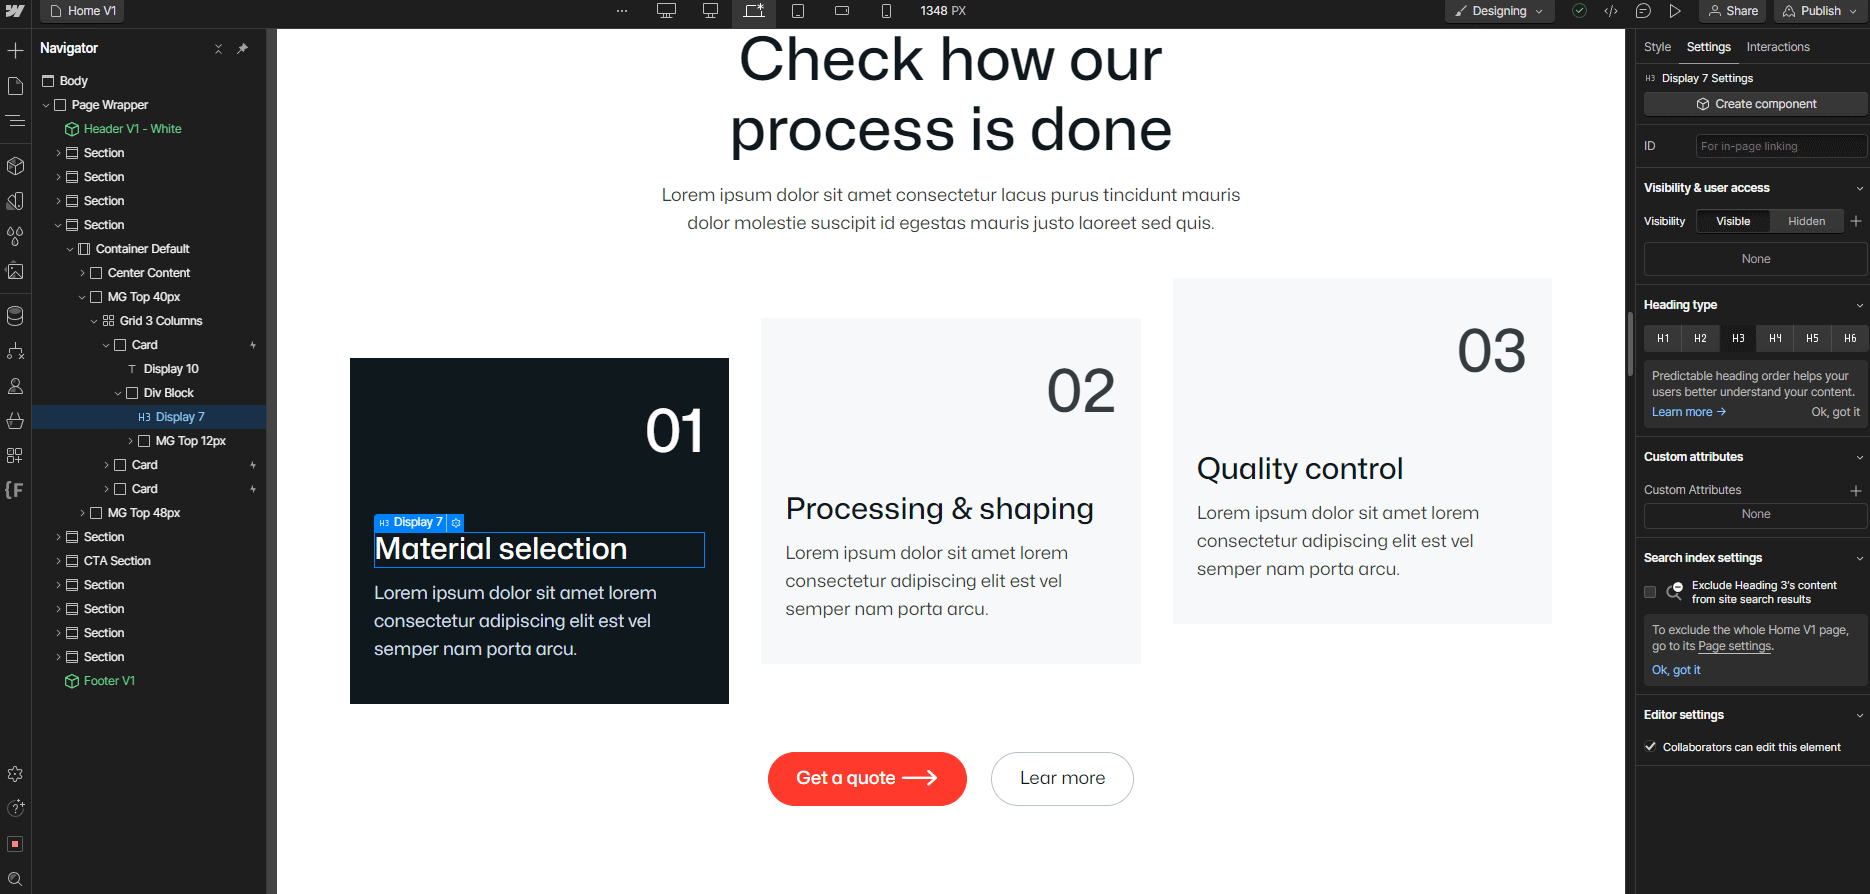 Home V1
1348 PX
Designing
Share
Publish
Navigator
Body
Page Wrapper
Header V1 - White
Section
Section
Section
Section
Container Default
Center Content
MG Top 40px
Grid 3 Columns
Card
Display 10
Div Block
H3 Display 7
MG Top 12px
Card
Card
MG Top 48px
Section
CTA Section
Section
Section
Section
Section
Footer V1
Check how our
process is done
Lorem ipsum dolor sit amet consectetur lacus purus tincidunt mauris
dolor molestie suscipit id egestas mauris justo laoreet sed quis.
01
H3 Display 7
Material selection
Lorem ipsum dolor sit amet lorem
consectetur adipiscing elit est vel
semper nam porta arcu.
02
Processing & shaping
Lorem ipsum dolor sit amet lorem
consectetur adipiscing elit est vel
semper nam porta arcu.
03
Quality control
Lorem ipsum dolor sit amet lorem
consectetur adipiscing elit est vel
semper nam porta arcu.
Get a quote
Lear more
Style Settings Interactions
H3 Display 7 Settings
Create component
ID For in-page linking
Visibility & user access
Visibility Visible Hidden
None
Heading type
H1 H2 H3 H4 H5 H6
Predictable heading order helps your
users better understand your content.
Learn more → Ok, got it
Custom attributes
Custom Attributes
None
Search index settings
Exclude Heading 3's content
from site search results
To exclude the whole Home V1 page,
go to its Page settings.
Ok, got it
Editor settings
Collaborators can edit this element